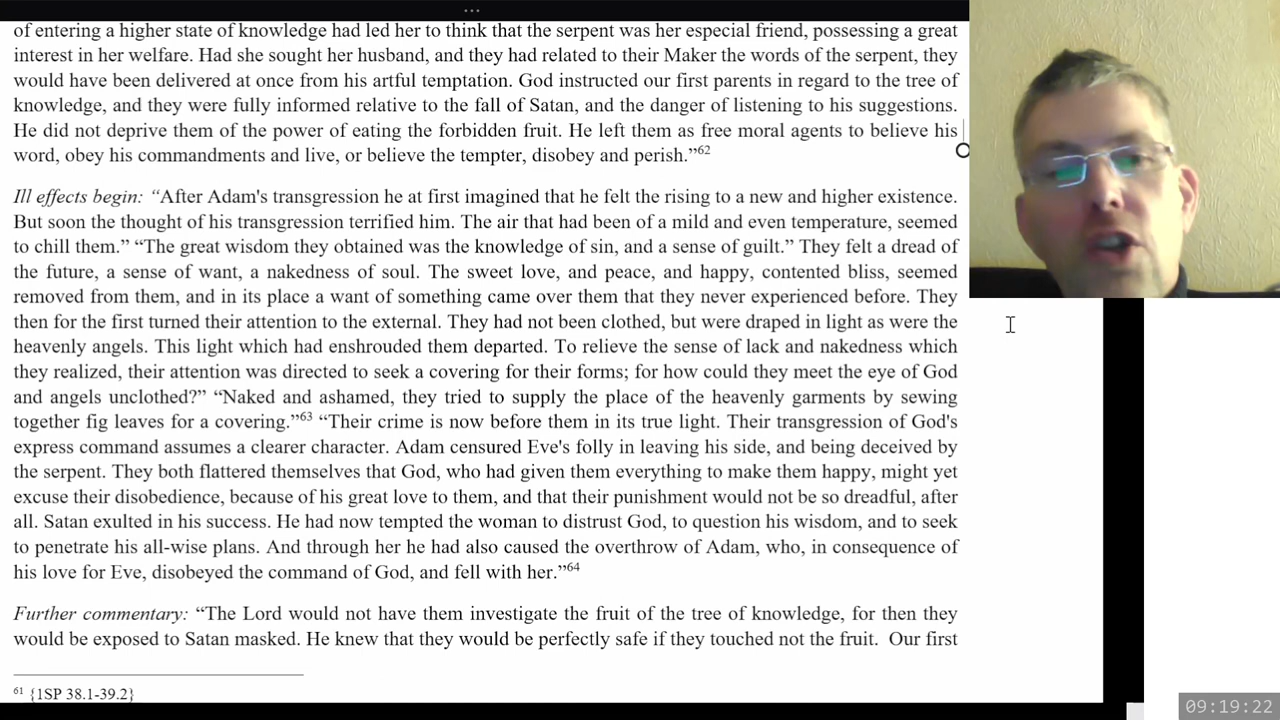 of entering a higher state of knowledge had led her to think that the serpent was her especial friend, possessing a great
interest in her welfare. Had she sought her husband, and they had related to their Maker the words of the serpent, they
would have been delivered at once from his artful temptation. God instructed our first parents in regard to the tree of
knowledge, and they were fully informed relative to the fall of Satan, and the danger of listening to his suggestions.
He did not deprive them of the power of eating the forbidden fruit. He left them as free moral agents to believe his
word, obey his commandments and live, or believe the tempter, disobey and perish.”62
Ill effects begin: “After Adam's transgression he at first imagined that he felt the rising to a new and higher existence.
But soon the thought of his transgression terrified him. The air that had been of a mild and even temperature, seemed
to chill them.” “The great wisdom they obtained was the knowledge of sin, and a sense of guilt.” They felt a dread of
the future, a sense of want, a nakedness of soul. The sweet love, and peace, and happy, contented bliss, seemed
removed from them, and in its place a want of something came over them that they never experienced before. They
then for the first turned their attention to the external. They had not been clothed, but were draped in light as were the
heavenly angels. This light which had enshrouded them departed. To relieve the sense of lack and nakedness which
they realized, their attention was directed to seek a covering for their forms; for how could they meet the eye of God
and angels unclothed?” “Naked and ashamed, they tried to supply the place of the heavenly garments by sewing
together fig leaves for a covering.”63 “Their crime is now before them in its true light. Their transgression of God's
express command assumes a clearer character. Adam censured Eve's folly in leaving his side, and being deceived by
the serpent. They both flattered themselves that God, who had given them everything to make them happy, might yet
excuse their disobedience, because of his great love to them, and that their punishment would not be so dreadful, after
all. Satan exulted in his success. He had now tempted the woman to distrust God, to question his wisdom, and to seek
to penetrate his all-wise plans. And through her he had also caused the overthrow of Adam, who, in consequence of
his love for Eve, disobeyed the command of God, and fell with her.”64
Further commentary: “The Lord would not have them investigate the fruit of the tree of knowledge, for then they
would be exposed to Satan masked. He knew that they would be perfectly safe if they touched not the fruit. Our first
61 {1SP 38.1-39.2}
09:19:22